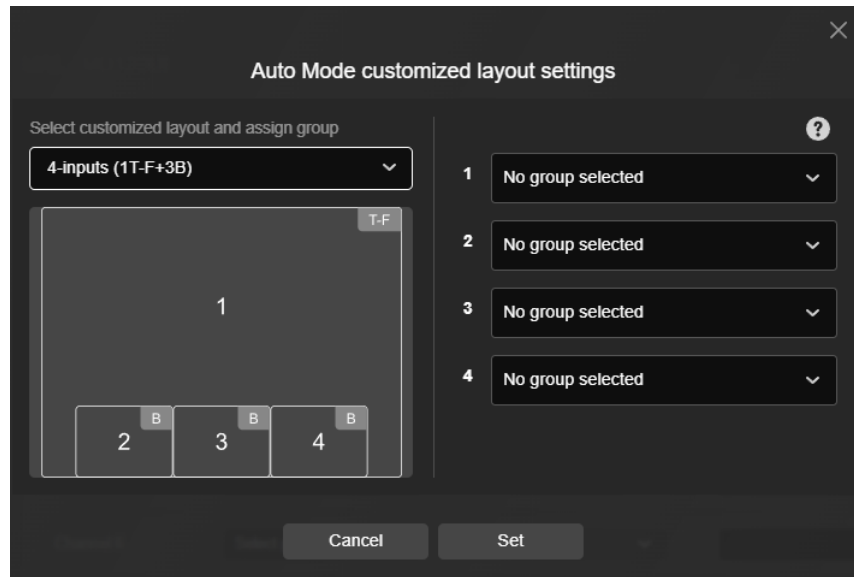 Auto Mode customized layout settings
Select customized layout and assign group
4-inputs (1T-F+3B)
T-F
1
B
B
B
2
3
4
?
1
No group selected
2
No group selected
3
No group selected
4
No group selected
Cancel
Set